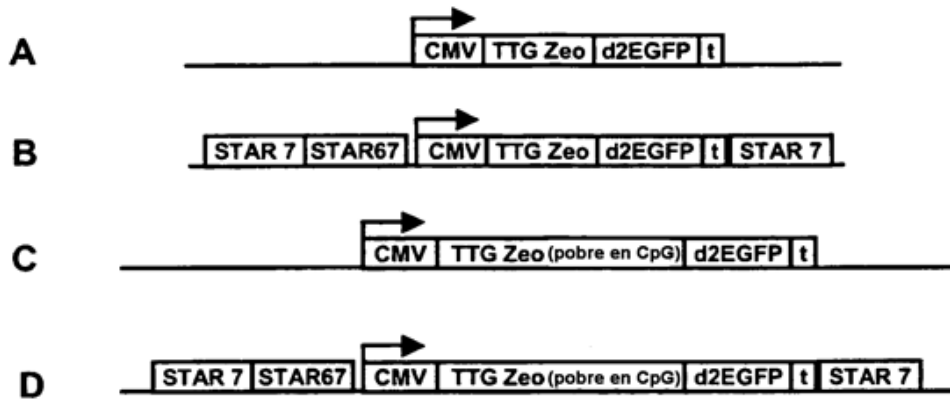 A CMV TTG Zeo d2EGFP t
B STAR 7 STAR67 CMV TTG Zeo d2EGFP t STAR 7
C CMV TTG Zeo (pobre en CpG) d2EGFP t
D STAR 7 STAR67 CMV TTG Zeo (pobre en CpG) d2EGFP t STAR 7